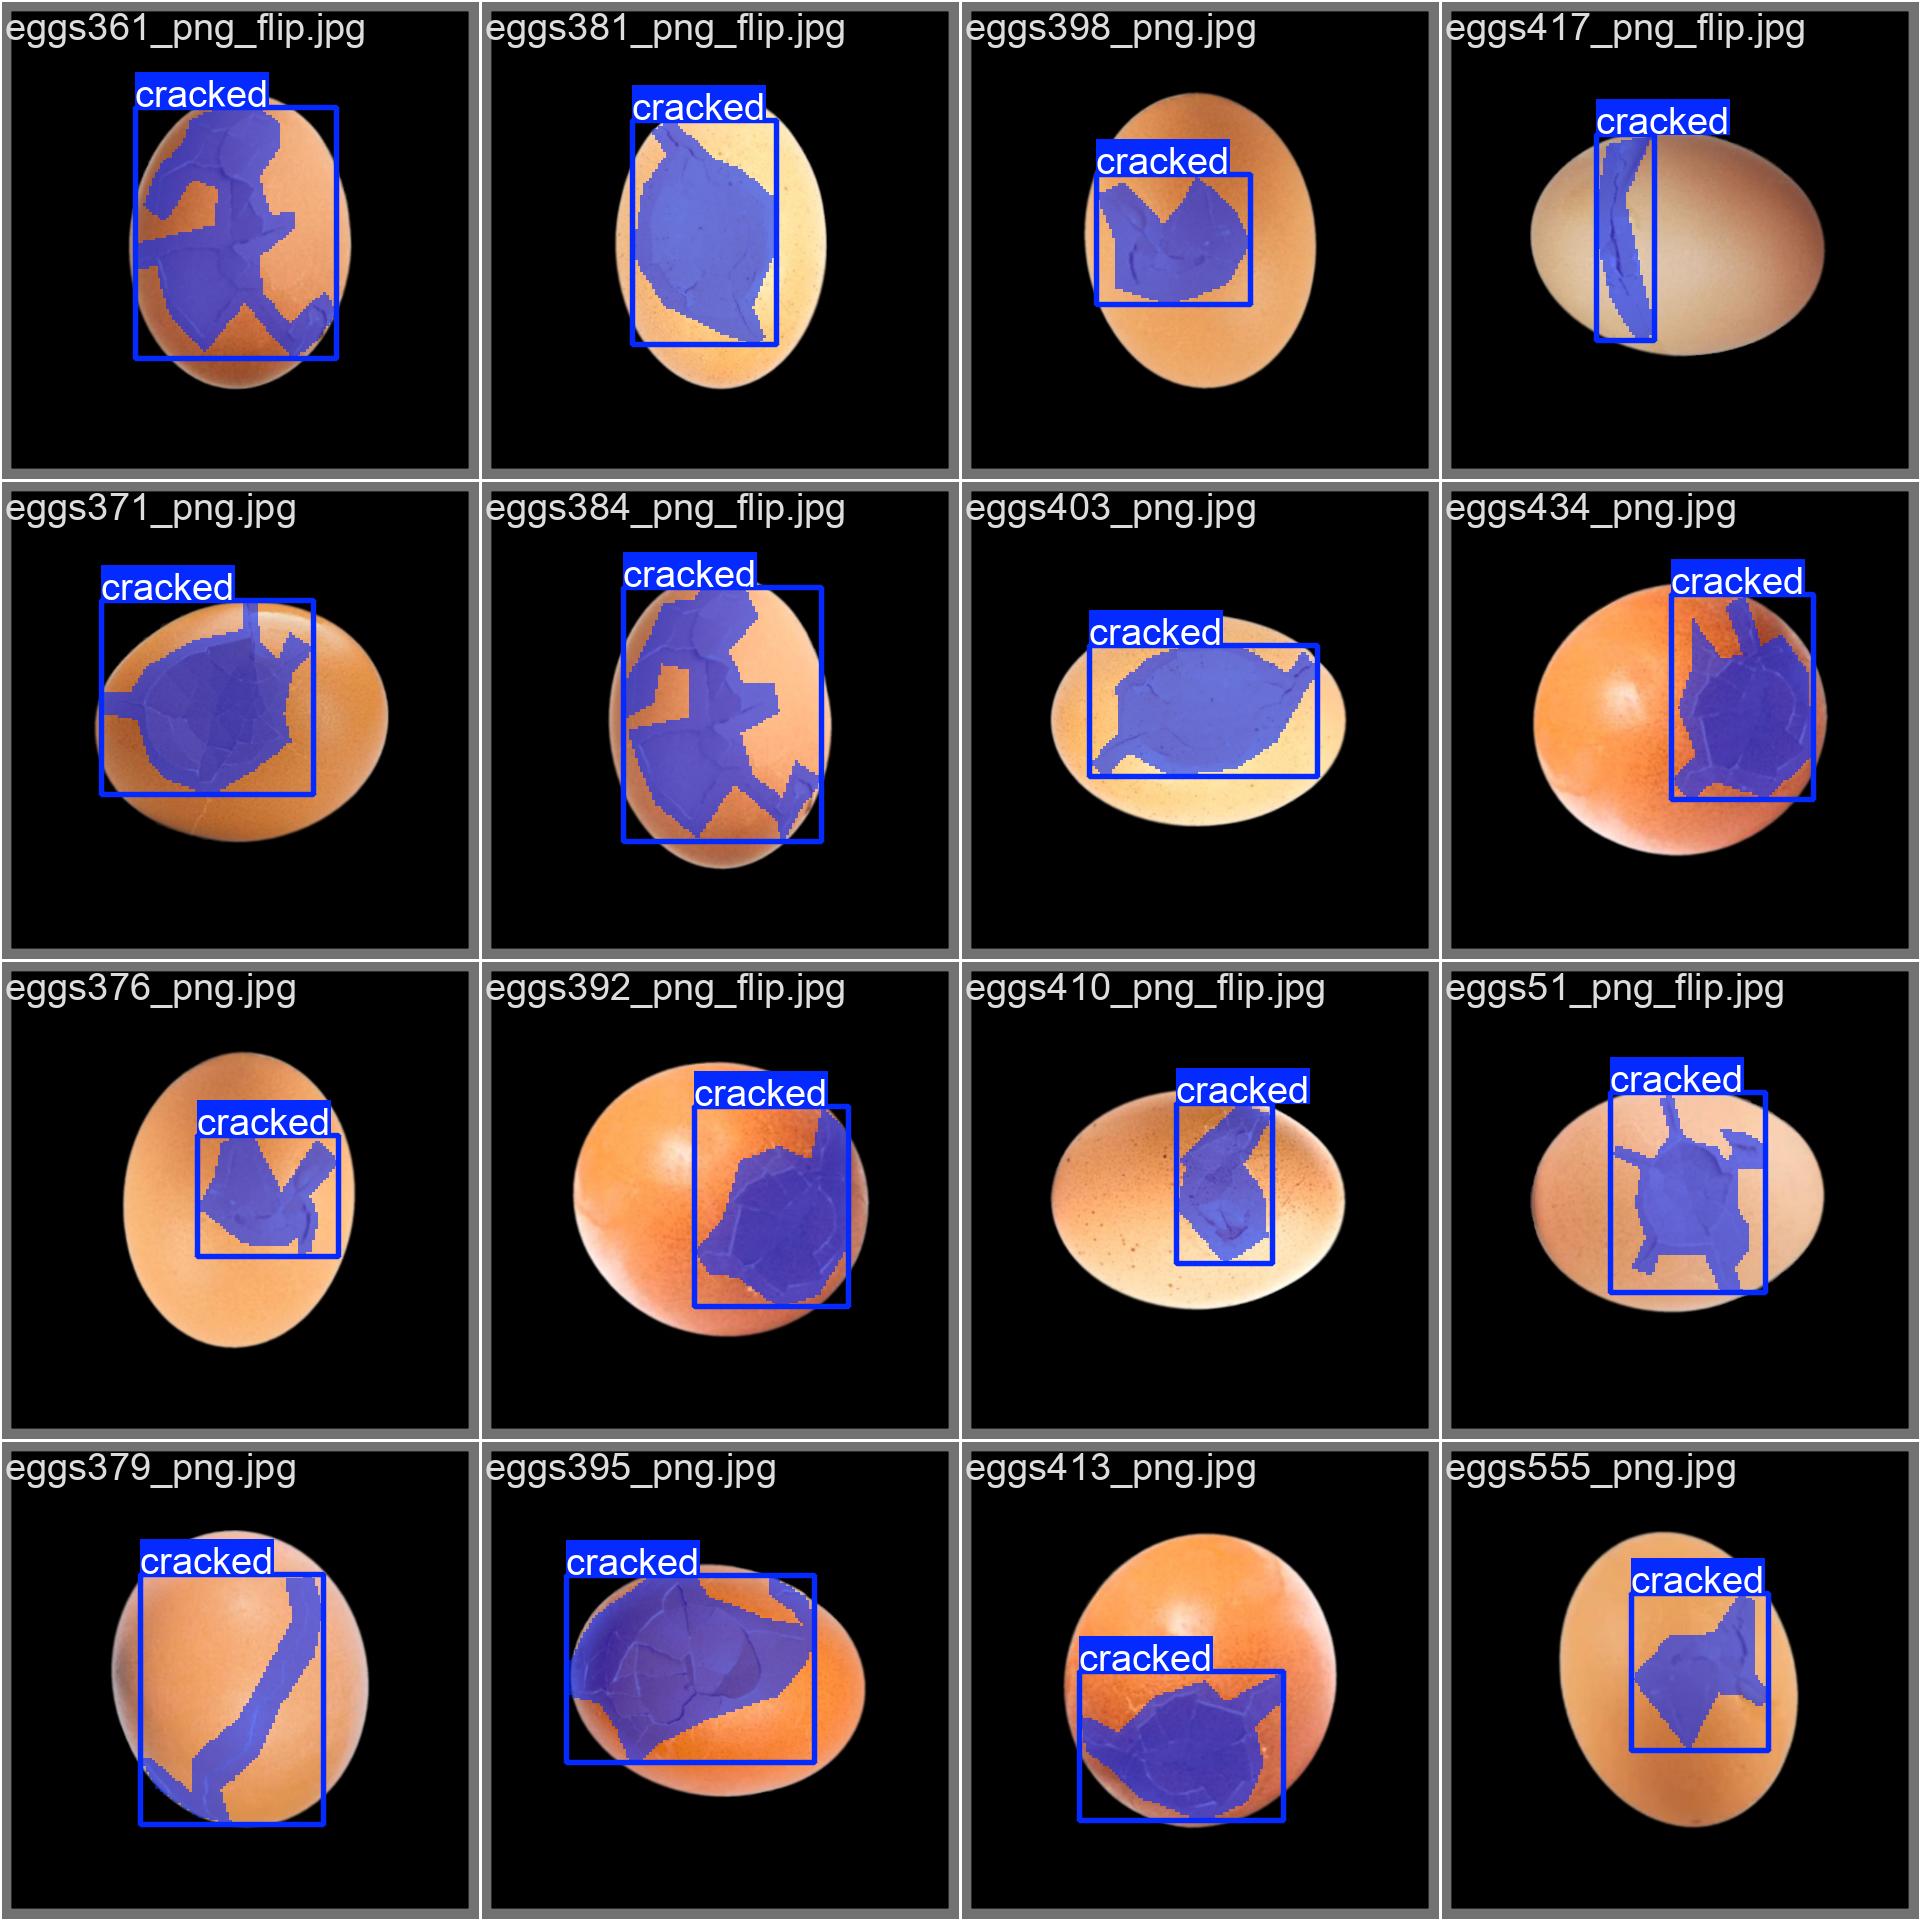 eggs361_png_flip.jpg
cracked
eggs381_png_flip.jpg
cracked
eggs398_png.jpg
cracked
eggs417_png_flip.jpg
cracked
eggs371_png.jpg
cracked
eggs384_png_flip.jpg
cracked
eggs403_png.jpg
cracked
eggs434_png.jpg
cracked
eggs376_png.jpg
cracked
eggs392_png_flip.jpg
cracked
eggs410_png_flip.jpg
cracked
eggs51_png_flip.jpg
cracked
eggs379_png.jpg
cracked
eggs395_png.jpg
cracked
eggs413_png.jpg
cracked
eggs555_png.jpg
cracked